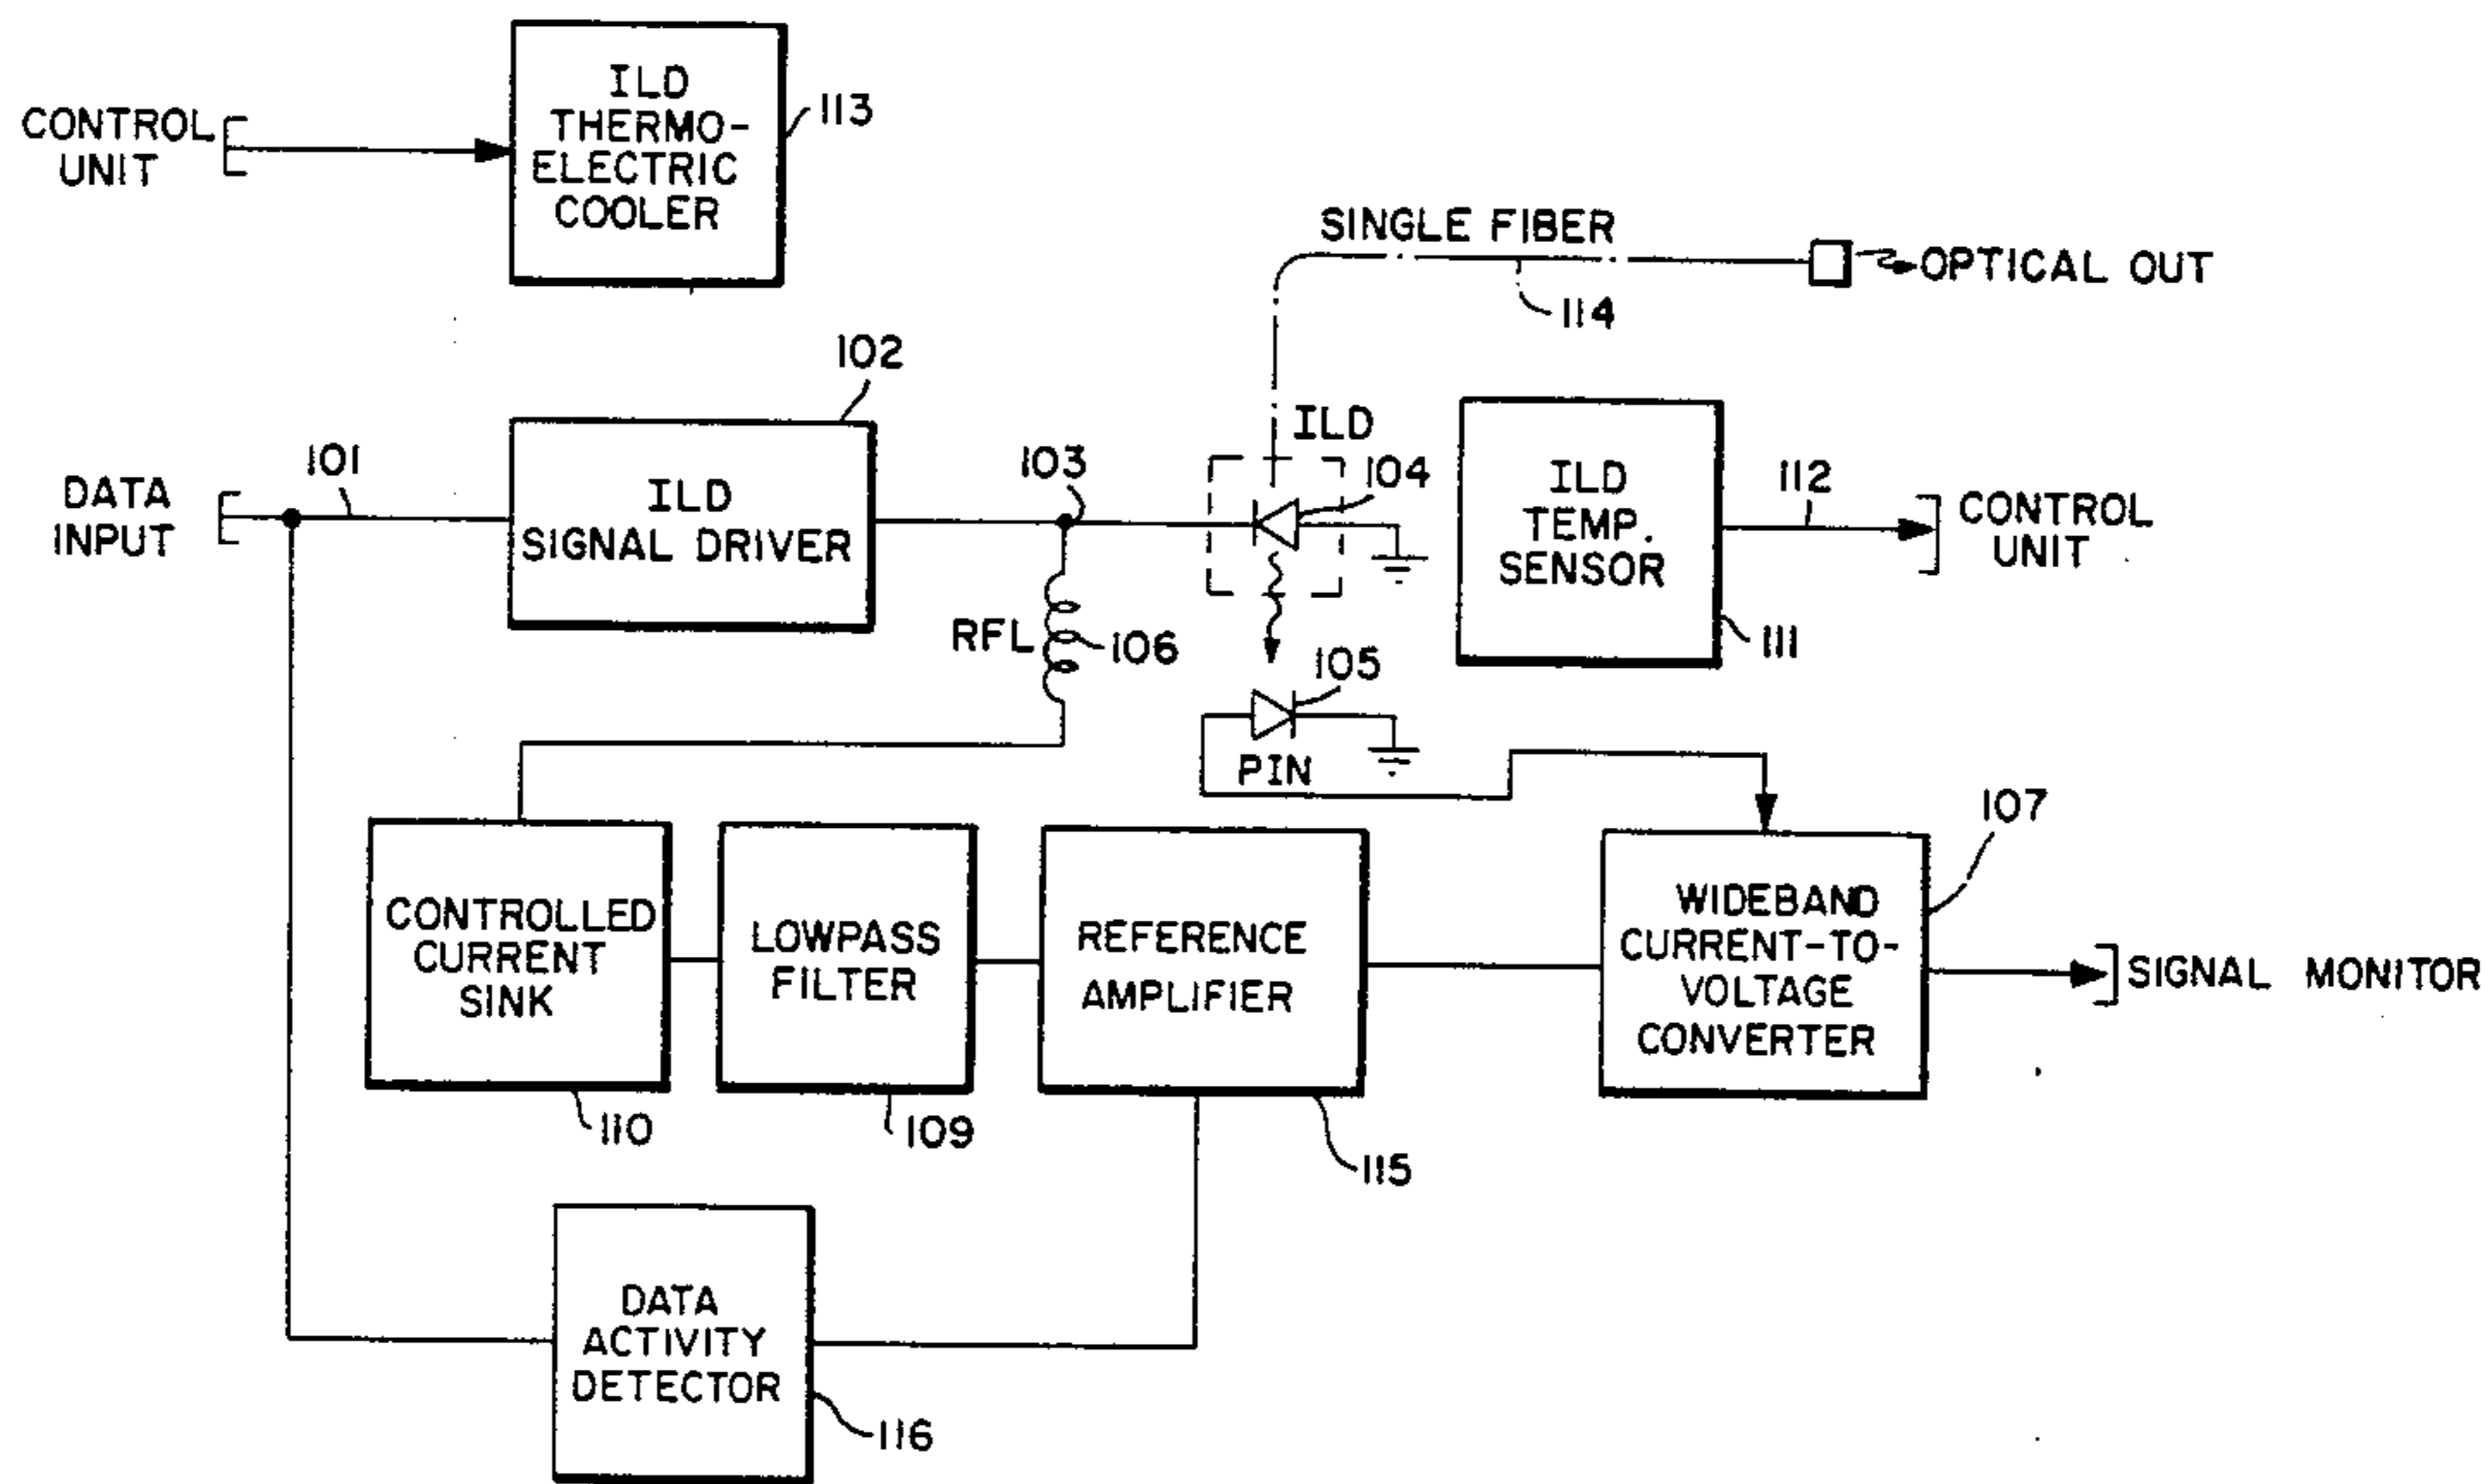 CONTROL
UNIT
ILD
THERMO-
ELECTRIC
COOLER
113
SINGLE FIBER
OPTICAL OUT
114
102
DATA
INPUT
101
ILD
SIGNAL DRIVER
103
ILD
104
ILD
TEMP.
SENSOR
112
CONTROL
UNIT
111
RFL
106
105
PIN
107
CONTROLLED
CURRENT
SINK
LOWPASS
FILTER
REFERENCE
AMPLIFIER
WIDEBAND
CURRENT-TO-
VOLTAGE
CONVERTER
SIGNAL MONITOR
110
109
115
DATA
ACTIVITY
DETECTOR
116